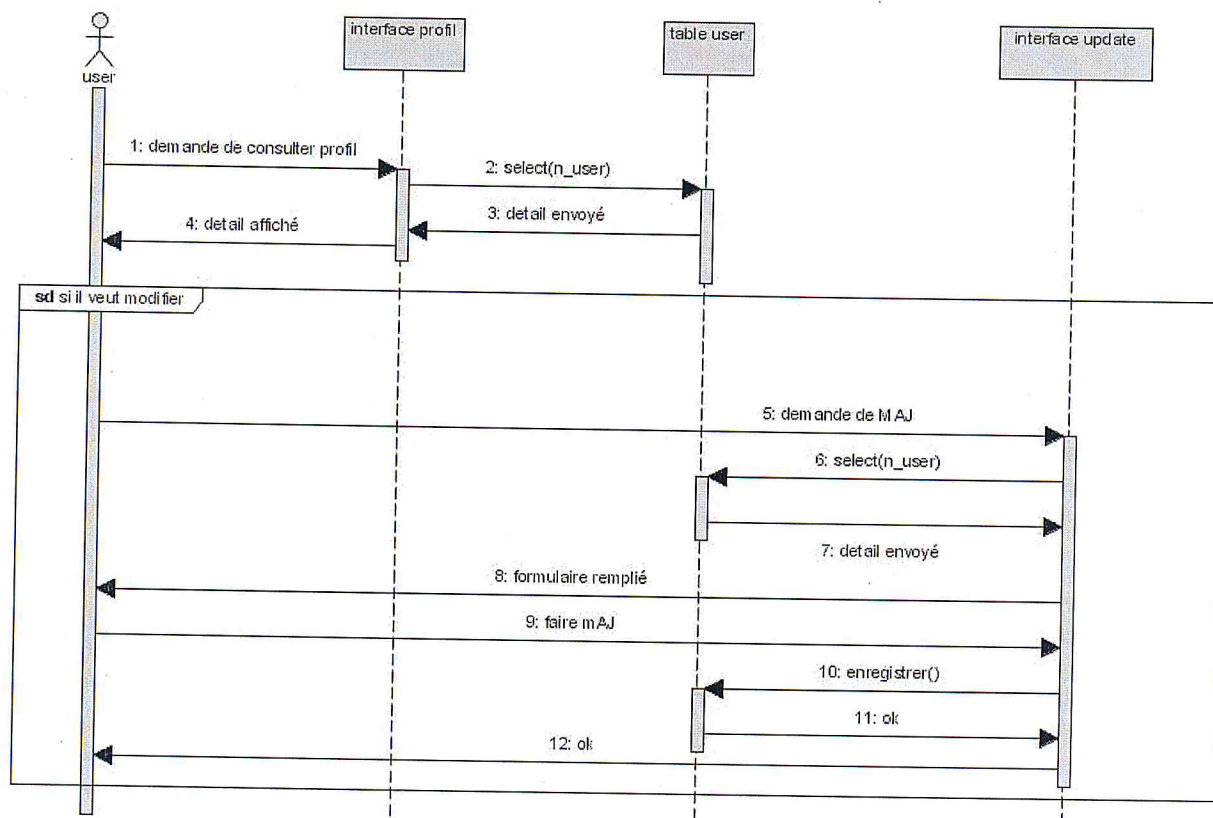 interface profil
table user
interface update
user
1: demande de consulter profil
2: select(n_user)
3: detail envoyé
4: detail affiché
sd si il veut modifier
5: demande de MAJ
6: select(n_user)
7: detail envoyé
8: formulaire remplié
9: faire mAJ
10: enregistrer()
11: ok
12: ok